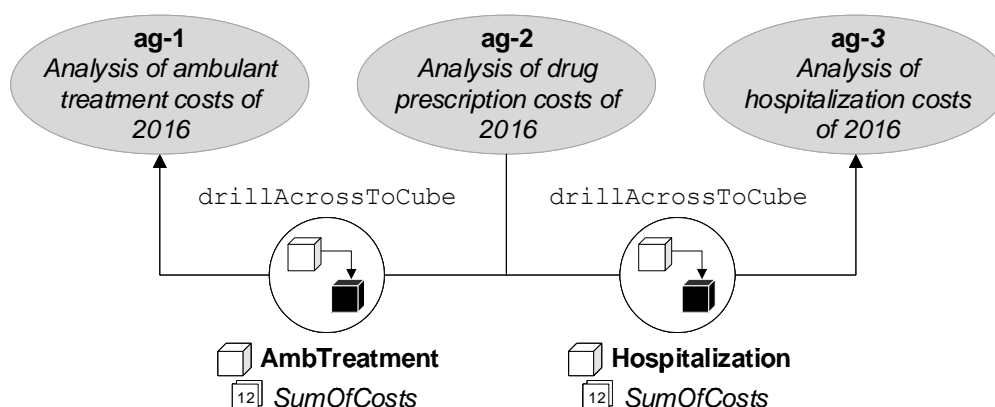 ag-1
Analysis of ambulant
treatment costs of
2016
ag-2
Analysis of drug
prescription costs of
2016
ag-3
Analysis of
hospitalization costs
of 2016
drillAcrossToCube
drillAcrossToCube
AmbTreatment
12 SumOfCosts
Hospitalization
12 SumOfCosts